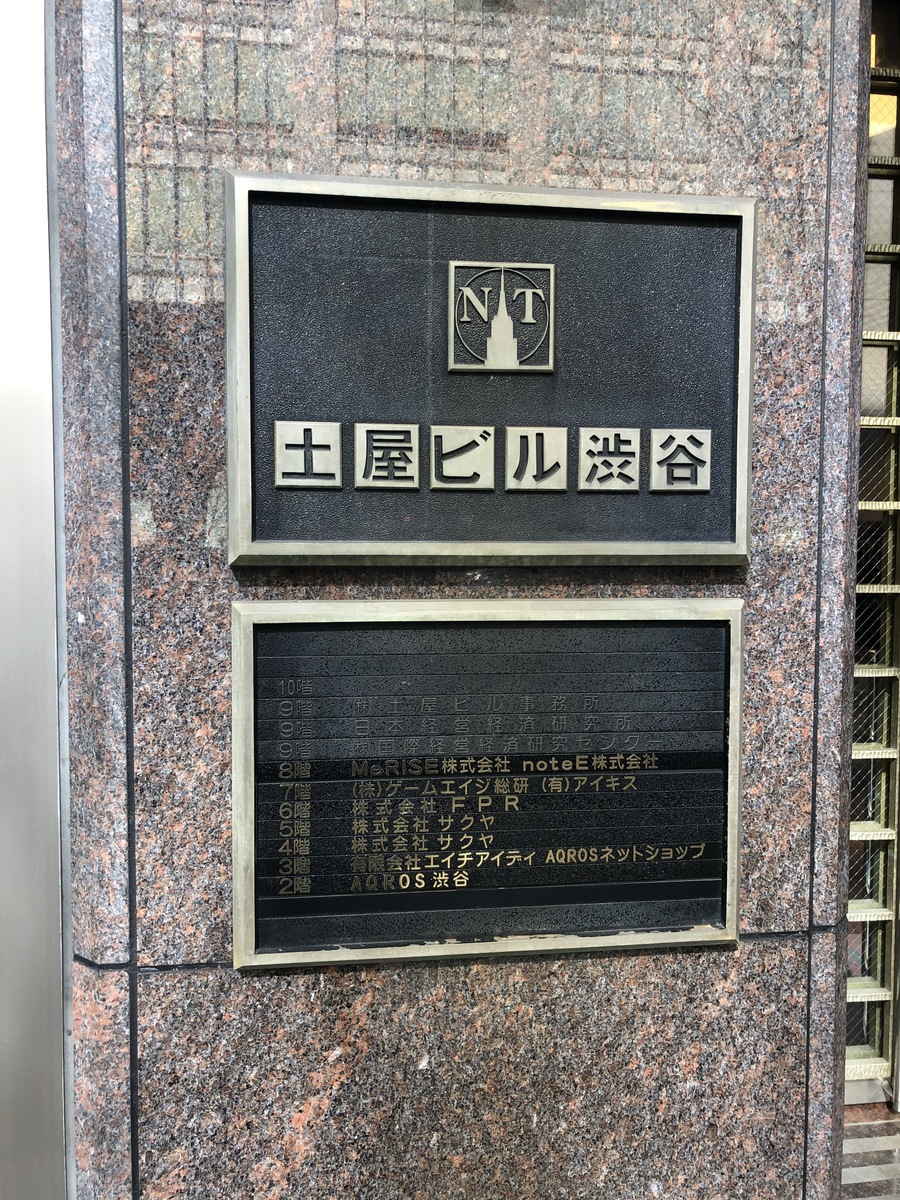 N T
土屋ビル渋谷
10階
9階 ㈱土屋ビル事務所
9階 日本経営経済研究所
9階 ㈶国際経営経済研究センター
8階 McRISE株式会社 noteE株式会社
7階 (株)ゲームエイジ総研 (有)アイキス
6階 株式会社 FPR
5階 株式会社 サクヤ
4階 株式会社 サクヤ
3階 有限会社エイチアイディ AQROSネットショップ
2階 AQROS渋谷